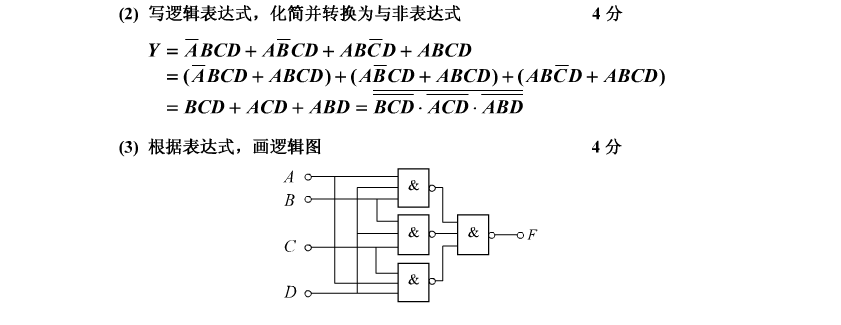 (2) 写逻辑表达式，化简并转换为与非表达式 4 分
Y = A̅BCD + AB̅CD + ABC̅D + ABCD
= (A̅BCD + ABCD) + (AB̅CD + ABCD) + (ABC̅D + ABCD)
= BCD + ACD + ABD = \overline{\overline{BCD} · \overline{ACD} · \overline{ABD}}
(3) 根据表达式，画逻辑图 4 分
A
&
B
&
&
F
C
&
D